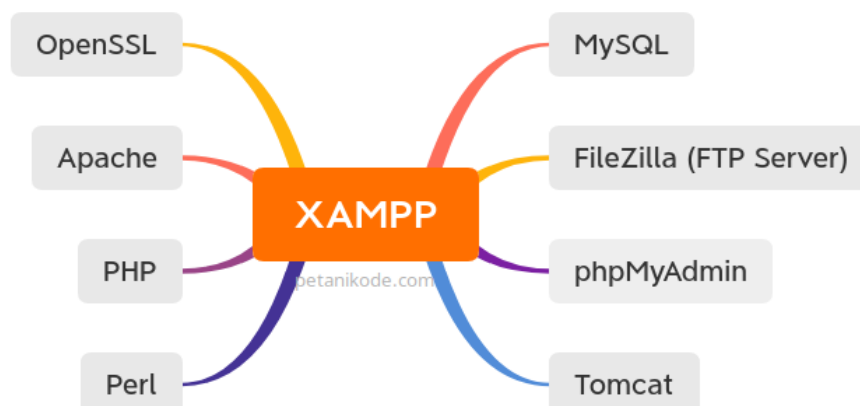 OpenSSL
Apache
PHP
Perl
XAMPP
petanikode.com
MySQL
FileZilla (FTP Server)
phpMyAdmin
Tomcat